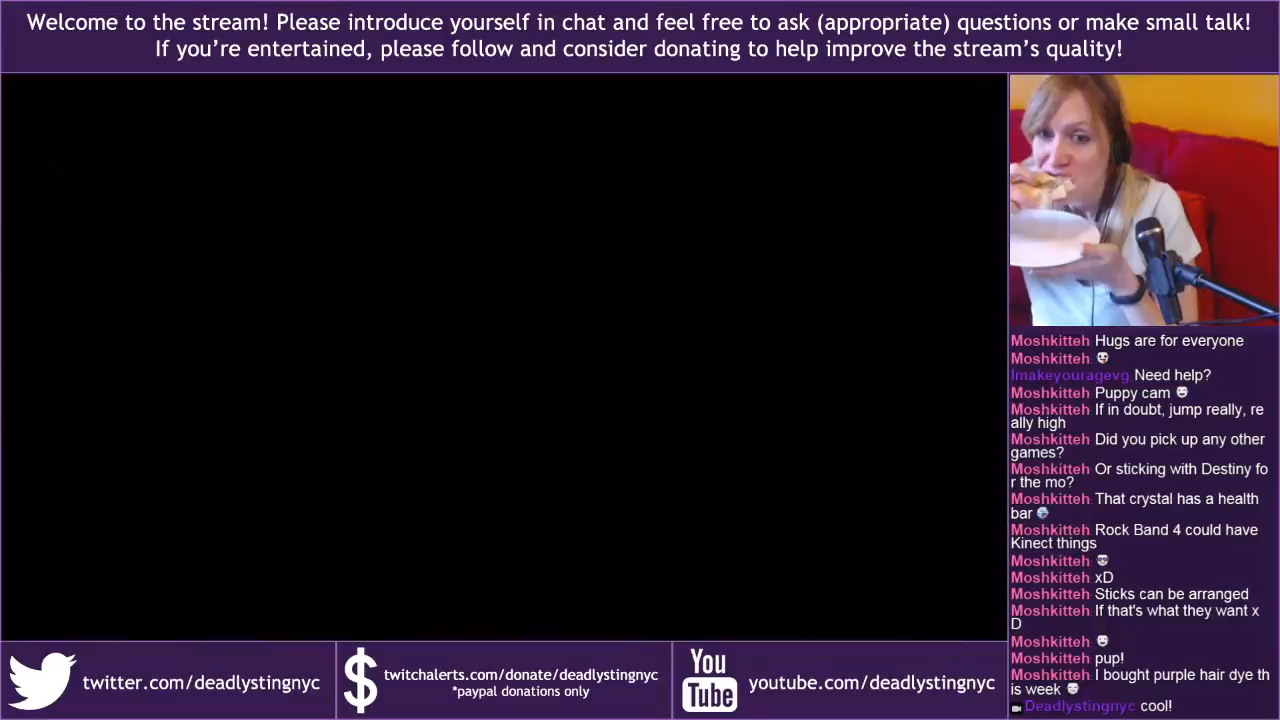 Welcome to the stream! Please introduce yourself in chat and feel free to ask (appropriate) questions or make small talk!
If you’re entertained, please follow and consider donating to help improve the stream’s quality!
Moshkitteh Hugs are for everyone
Moshkitteh
Imakeyouragevg Need help?
Moshkitteh Puppy cam
Moshkitteh If in doubt, jump really, re
ally high
Moshkitteh Did you pick up any other
games?
Moshkitteh Or sticking with Destiny fo
r the mo?
Moshkitteh That crystal has a health
bar
Moshkitteh Rock Band 4 could have
Kinect things
Moshkitteh
Moshkitteh xD
Moshkitteh Sticks can be arranged
Moshkitteh If that's what they want x
D
Moshkitteh
Moshkitteh pup!
Moshkitteh I bought purple hair dye th
is week
Deadlystingnyc cool!
twitter.com/deadlystingnyc
$
twitchalerts.com/donate/deadlystingnyc
*paypal donations only
You
Tube
youtube.com/deadlystingnyc